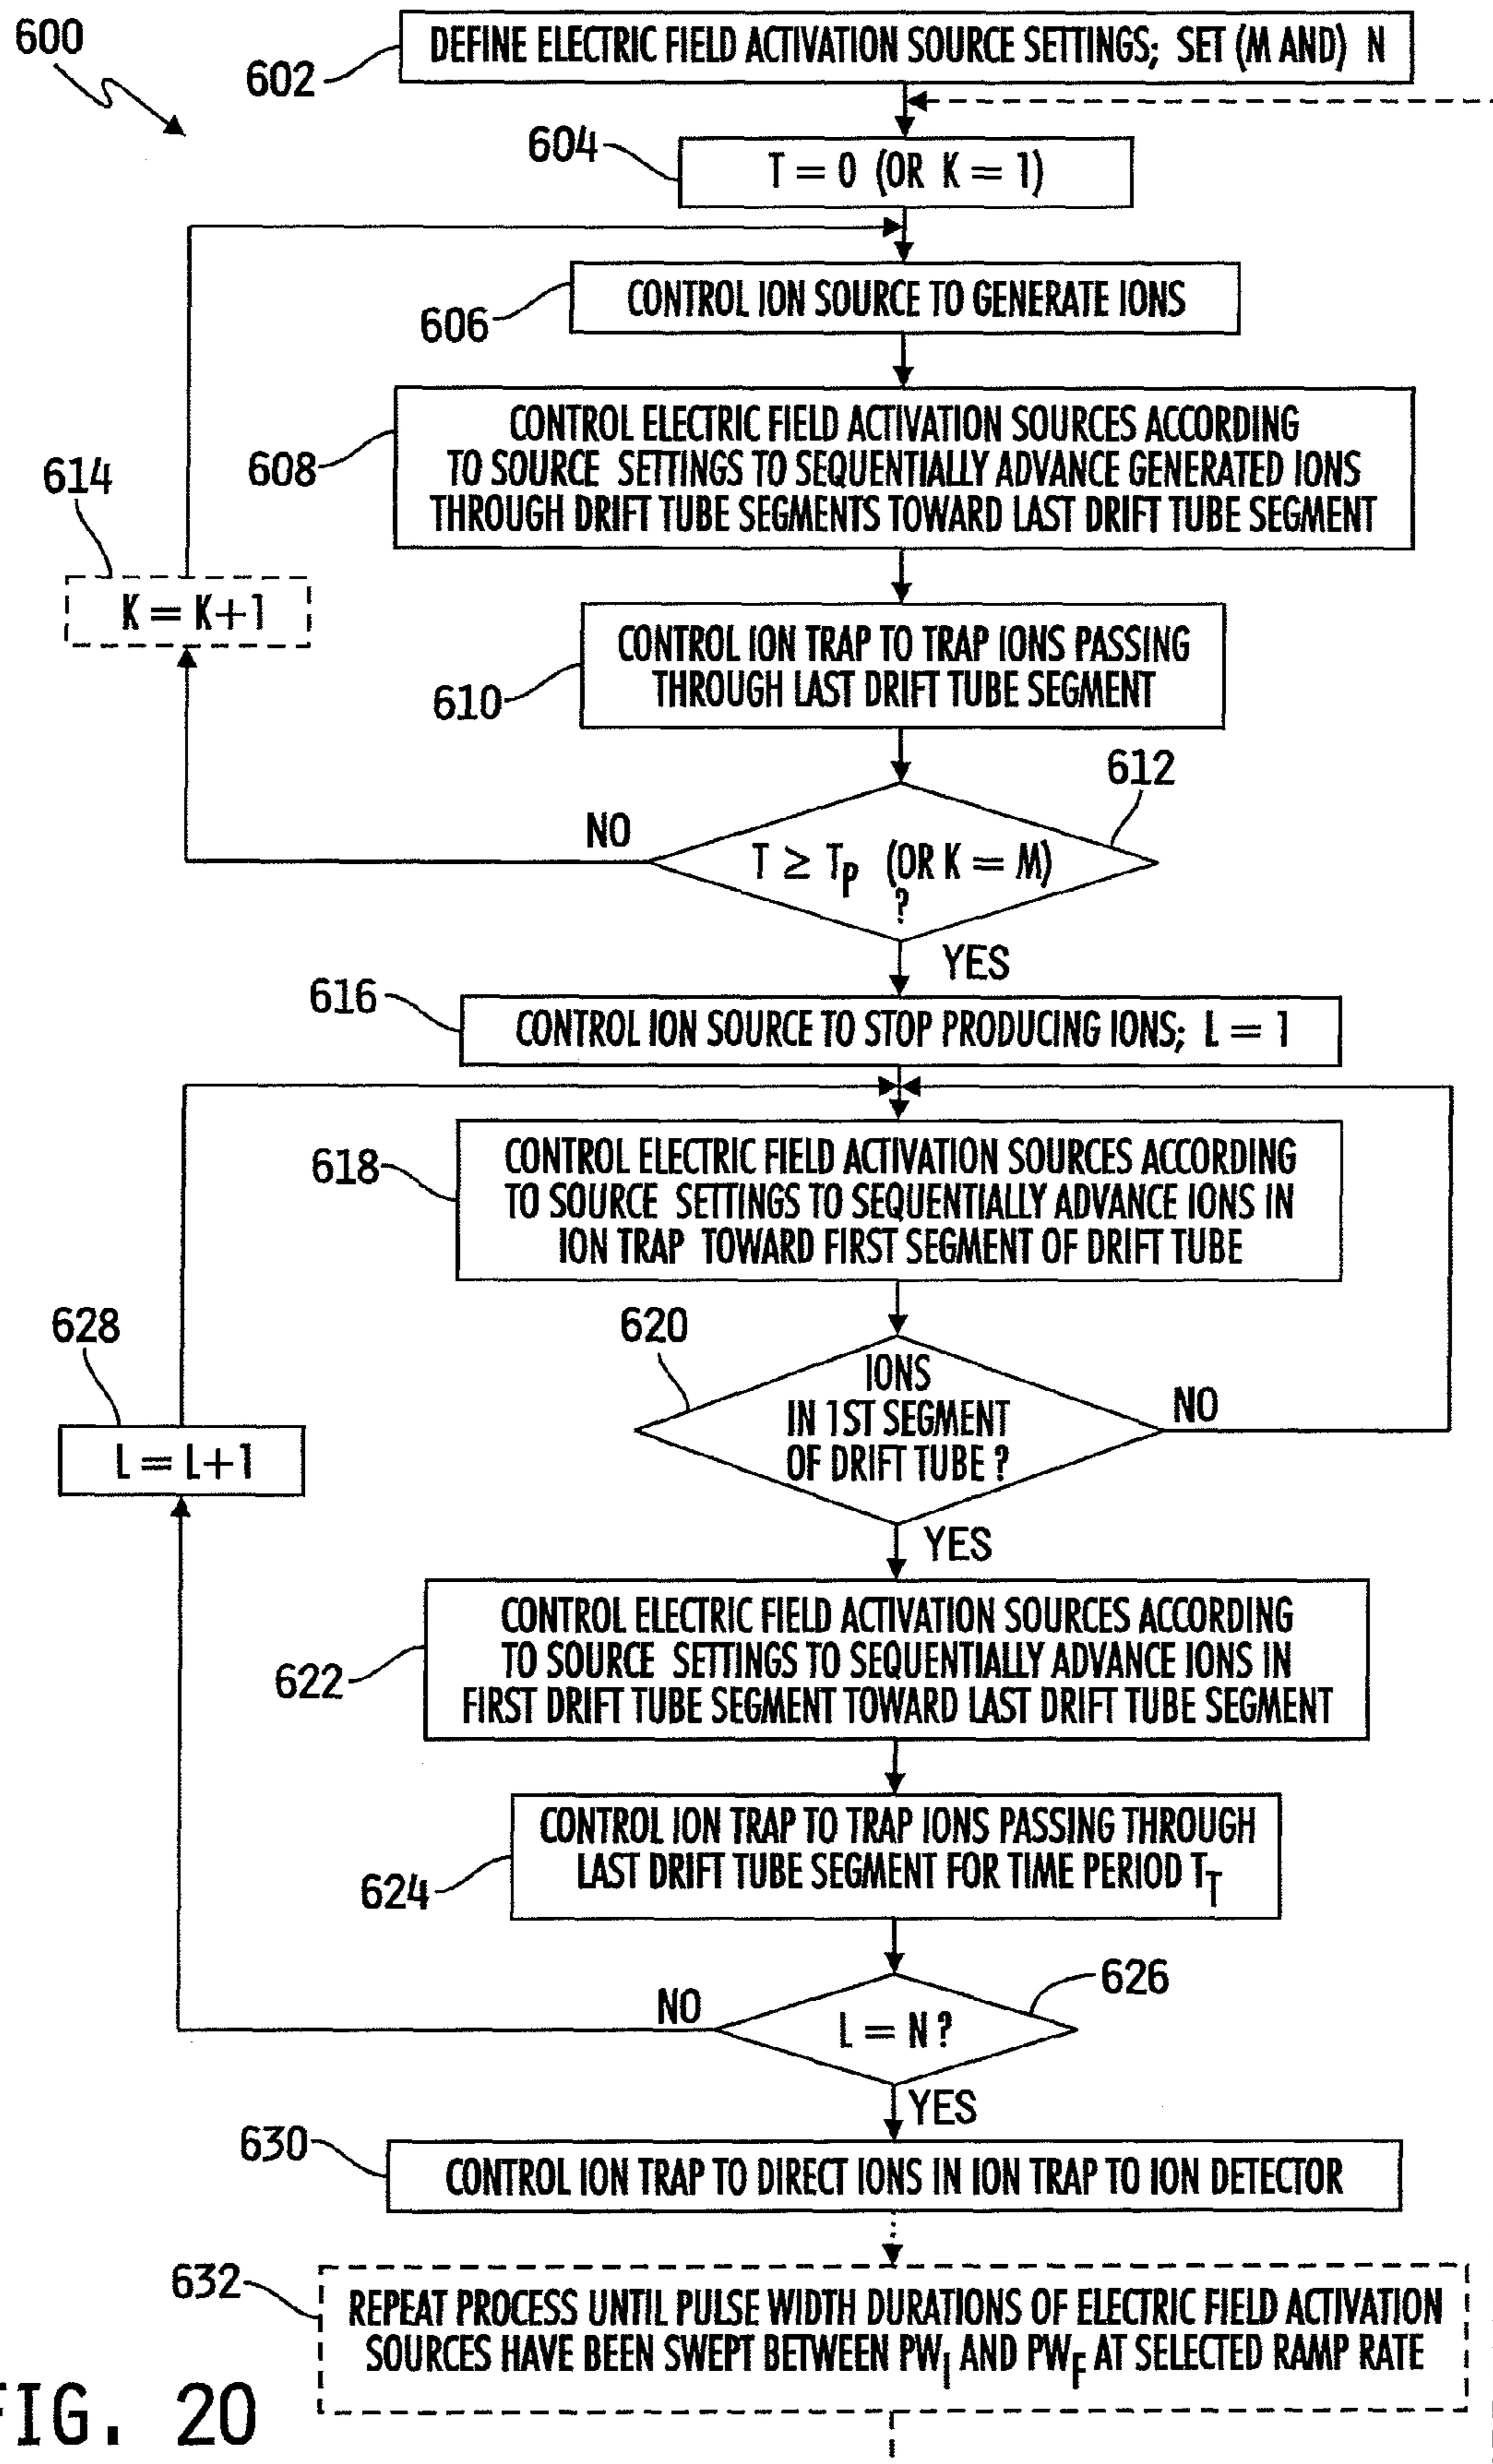 600
602
DEFINE ELECTRIC FIELD ACTIVATION SOURCE SETTINGS; SET (M AND) N
604
T = 0 (OR K = 1)
606
CONTROL ION SOURCE TO GENERATE IONS
608
CONTROL ELECTRIC FIELD ACTIVATION SOURCES ACCORDING
TO SOURCE SETTINGS TO SEQUENTIALLY ADVANCE GENERATED IONS
THROUGH DRIFT TUBE SEGMENTS TOWARD LAST DRIFT TUBE SEGMENT
614
K = K+1
610
CONTROL ION TRAP TO TRAP IONS PASSING
THROUGH LAST DRIFT TUBE SEGMENT
612
NO
T ≥ TP (OR K = M)
?
YES
616
CONTROL ION SOURCE TO STOP PRODUCING IONS; L = 1
618
CONTROL ELECTRIC FIELD ACTIVATION SOURCES ACCORDING
TO SOURCE SETTINGS TO SEQUENTIALLY ADVANCE IONS IN
ION TRAP TOWARD FIRST SEGMENT OF DRIFT TUBE
628
L = L+1
620
IONS
IN 1ST SEGMENT
OF DRIFT TUBE ?
NO
YES
622
CONTROL ELECTRIC FIELD ACTIVATION SOURCES ACCORDING
TO SOURCE SETTINGS TO SEQUENTIALLY ADVANCE IONS IN
FIRST DRIFT TUBE SEGMENT TOWARD LAST DRIFT TUBE SEGMENT
624
CONTROL ION TRAP TO TRAP IONS PASSING THROUGH
LAST DRIFT TUBE SEGMENT FOR TIME PERIOD TT
626
NO
L = N ?
YES
630
CONTROL ION TRAP TO DIRECT IONS IN ION TRAP TO ION DETECTOR
632
REPEAT PROCESS UNTIL PULSE WIDTH DURATIONS OF ELECTRIC FIELD ACTIVATION
SOURCES HAVE BEEN SWEPT BETWEEN PWI AND PWF AT SELECTED RAMP RATE
FIG. 20